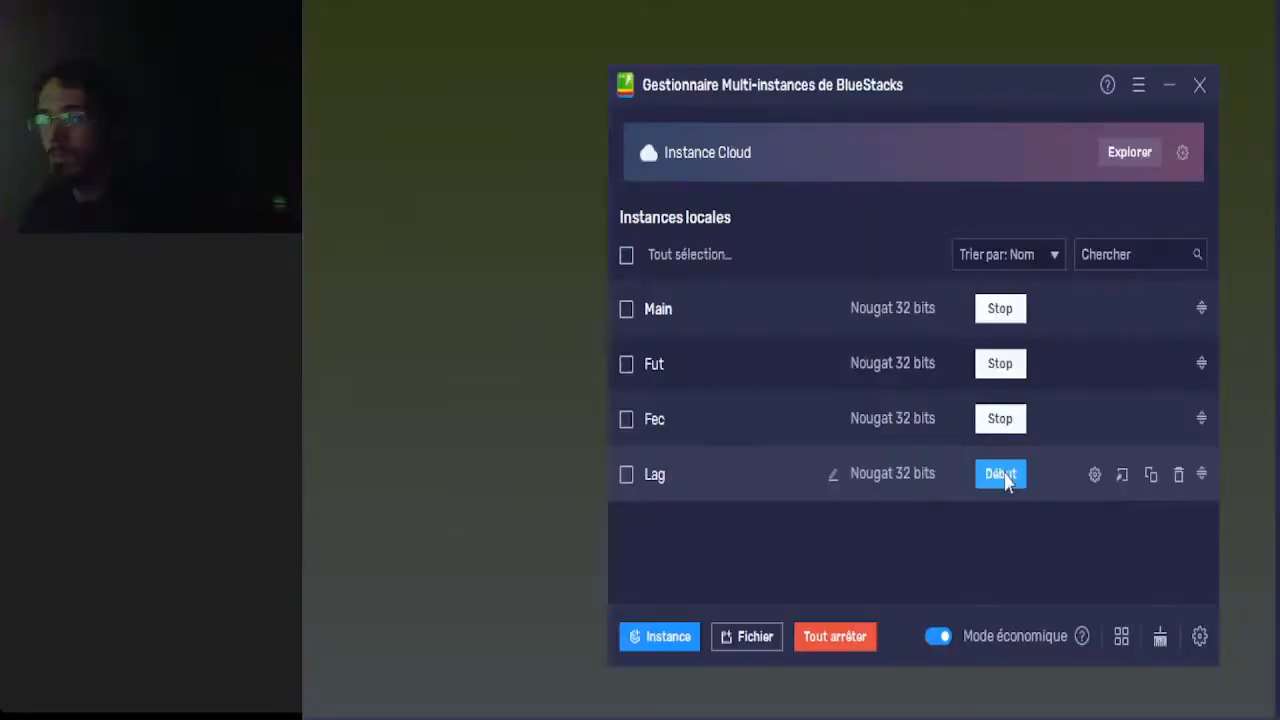 Gestionnaire Multi-instances de BlueStacks
Instance Cloud
Explorer
Instances locales
Tout sélection...
Trier par: Nom
Chercher
Main
Nougat 32 bits
Stop
Fut
Nougat 32 bits
Stop
Fec
Nougat 32 bits
Stop
Lag
Nougat 32 bits
Début
Instance
Fichier
Tout arrêter
Mode économique